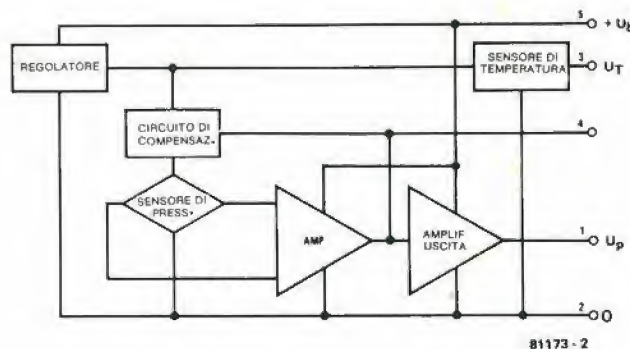 5
+ U
REGOLATORE
SENSORE DI
TEMPERATURA
3
UT
CIRCUITO DI
COMPENSAZ.
4
SENSORE DI
PRESS.
AMP
AMPLIF
USCITA
1
Up
2
0
81173 - 2